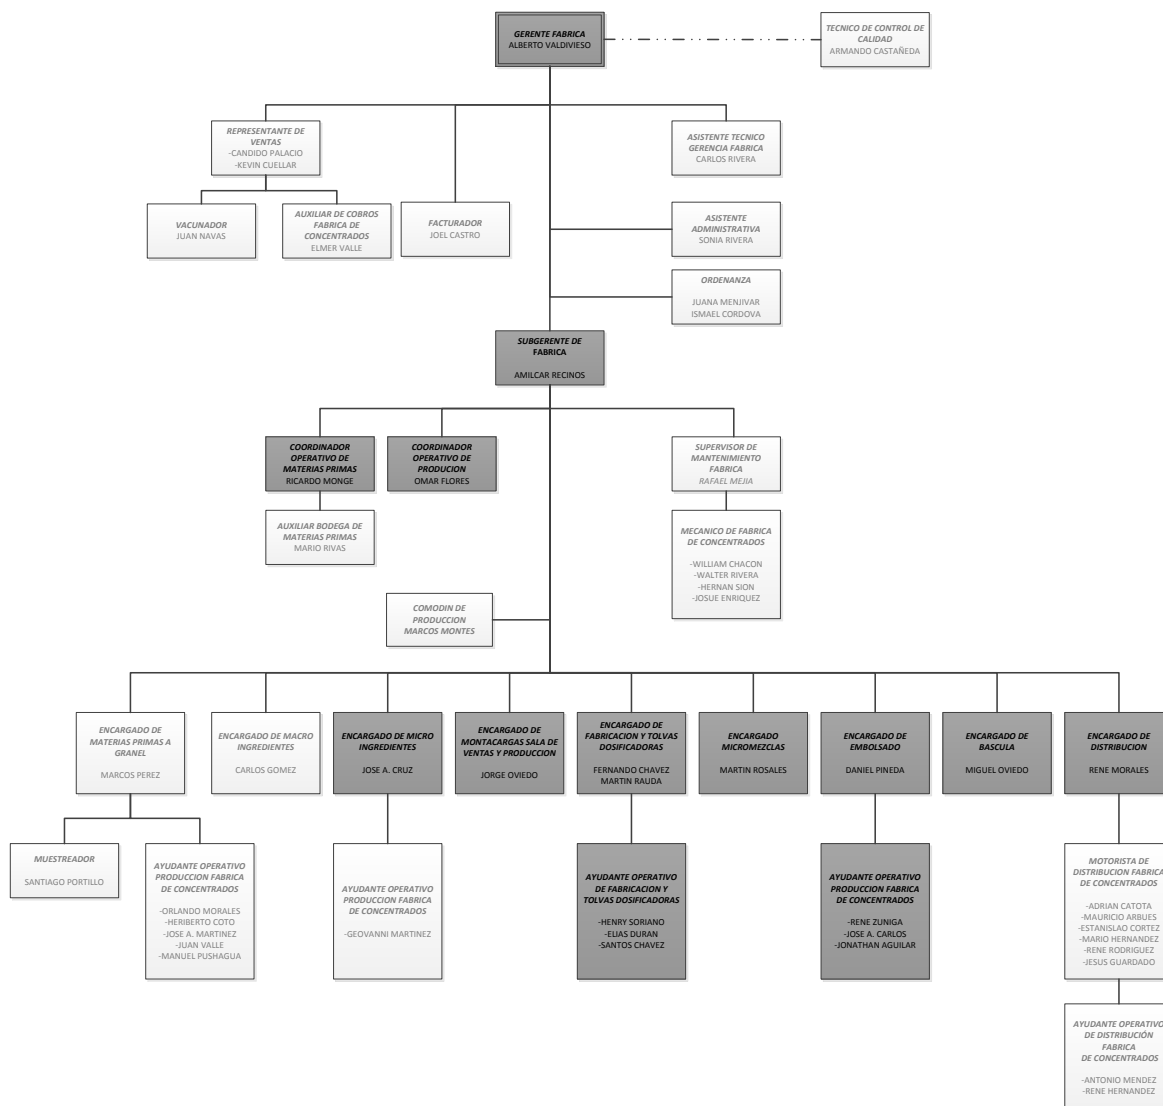 GERENTE FABRICA
ALBERTO VALDIVIESO
TECNICO DE CONTROL DE
CALIDAD
ARMANDO CASTAÑEDA
REPRESENTANTE DE
VENTAS
-CANDIDO PALACIO
-KEVIN CUELLAR
ASISTENTE TECNICO
GERENCIA FABRICA
CARLOS RIVERA
VACUNADOR
JUAN NAVAS
AUXILIAR DE COBROS
FABRICA DE
CONCENTRADOS
ELMER VALLE
FACTURADOR
JOEL CASTRO
ASISTENTE
ADMINISTRATIVA
SONIA RIVERA
ORDENANZA
JUANA MENJIVAR
ISMAEL CORDOVA
SUBGERENTE DE
FABRICA
AMILCAR RECINOS
COORDINADOR
OPERATIVO DE
MATERIAS PRIMAS
RICARDO MONGE
COORDINADOR
OPERATIVO DE
PRODUCION
OMAR FLORES
SUPERVISOR DE
MANTENIMIENTO
FABRICA
RAFAEL MEJIA
AUXILIAR BODEGA DE
MATERIAS PRIMAS
MARIO RIVAS
MECANICO DE FABRICA
DE CONCENTRADOS
-WILLIAM CHACON
-WALTER RIVERA
-HERNAN SION
-JOSUE ENRIQUEZ
COMODIN DE
PRODUCCION
MARCOS MONTES
ENCARGADO DE
MATERIAS PRIMAS A
GRANEL
MARCOS PEREZ
ENCARGADO DE MACRO
INGREDIENTES
CARLOS GOMEZ
ENCARGADO DE MICRO
INGREDIENTES
JOSE A. CRUZ
ENCARGADO DE
MONTACARGAS SALA DE
VENTAS Y PRODUCCION
JORGE OVIEDO
ENCARGADO DE
FABRICACION Y TOLVAS
DOSIFICADORAS
FERNANDO CHAVEZ
MARTIN RAUDA
ENCARGADO
MICROMEZCLAS
MARTIN ROSALES
ENCARGADO DE
EMBOLSADO
DANIEL PINEDA
ENCARGADO DE
BASCULA
MIGUEL OVIEDO
ENCARGADO DE
DISTRIBUCION
RENE MORALES
MUESTREADOR
SANTIAGO PORTILLO
AYUDANTE OPERATIVO
PRODUCCION FABRICA
DE CONCENTRADOS
-ORLANDO MORALES
-HERIBERTO COTO
-JOSE A. MARTINEZ
-JUAN VALLE
-MANUEL PUSHAGUA
AYUDANTE OPERATIVO
PRODUCCION FABRICA
DE CONCENTRADOS
-GEOVANNI MARTINEZ
AYUDANTE OPERATIVO
DE FABRICACION Y
TOLVAS DOSIFICADORAS
-HENRY SORIANO
-ELIAS DURAN
-SANTOS CHAVEZ
AYUDANTE OPERATIVO
PRODUCCION FABRICA
DE CONCENTRADOS
-RENE ZUNIGA
-JOSE A. CARLOS
-JONATHAN AGUILAR
MOTORISTA DE
DISTRIBUCION FABRICA
DE CONCENTRADOS
-ADRIAN CATOTA
-MAURICIO ARBUES
-ESTANISLAO CORTEZ
-MARIO HERNANDEZ
-RENE RODRIGUEZ
-JESUS GUARDADO
AYUDANTE OPERATIVO
DE DISTRIBUCIÓN
FABRICA
DE CONCENTRADOS
-ANTONIO MENDEZ
-RENE HERNANDEZ